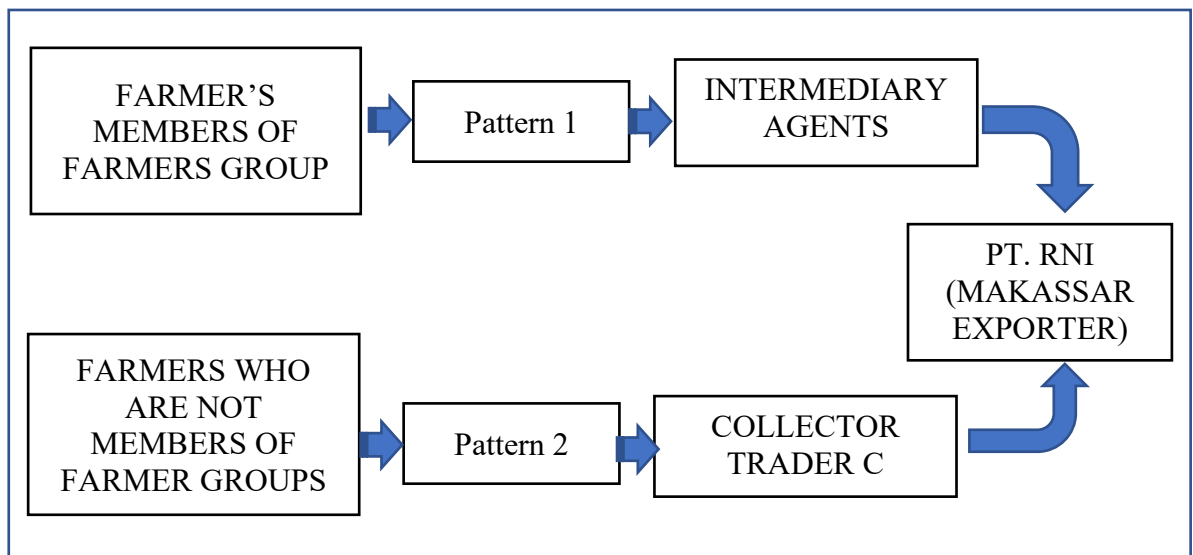 FARMER'S
MEMBERS OF
FARMERS GROUP
Pattern 1
INTERMEDIARY
AGENTS
PT. RNI
(MAKASSAR
EXPORTER)
FARMERS WHO
ARE NOT
MEMBERS OF
FARMER GROUPS
Pattern 2
COLLECTOR
TRADER C